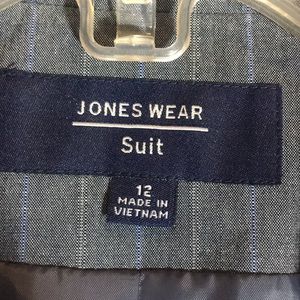 JONES WEAR
Suit
12
MADE IN
VIETNAM